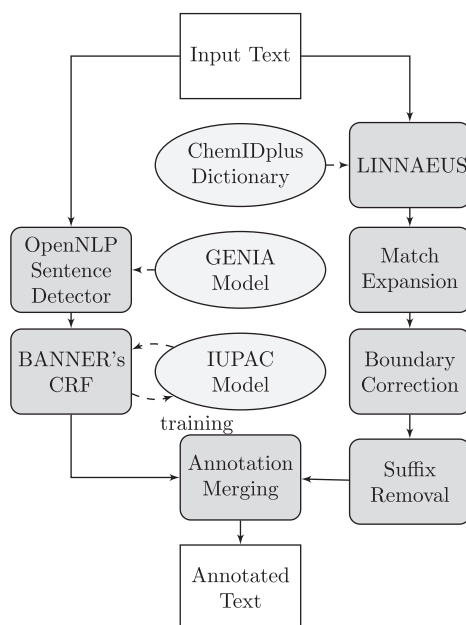 Input Text
ChemIDplus
Dictionary
LINNAEUS
OpenNLP
Sentence
Detector
GENIA
Model
Match
Expansion
BANNER's
CRF
IUPAC
Model
Boundary
Correction
training
Annotation
Merging
Suffix
Removal
Annotated
Text